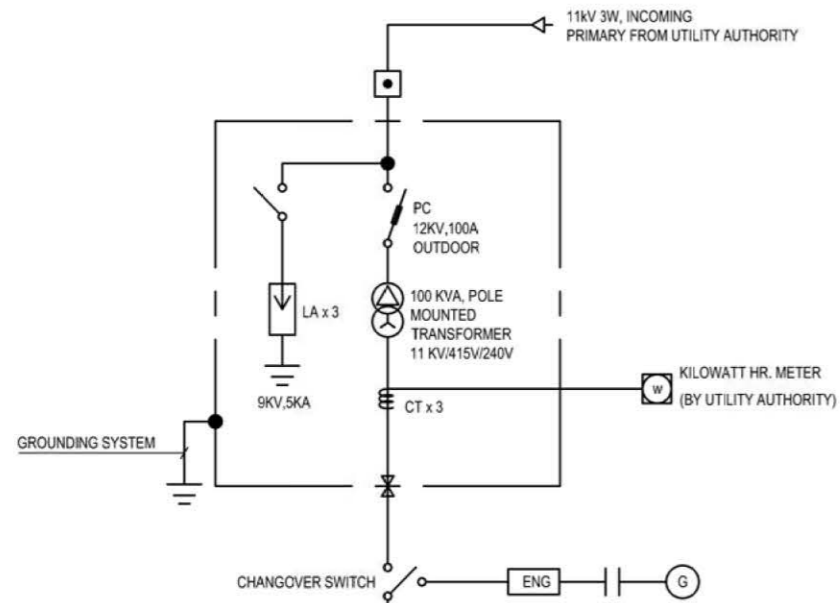 11kV 3W, INCOMING
PRIMARY FROM UTILITY AUTHORITY
PC
12KV,100A
OUTDOOR
LA x 3
100 KVA, POLE
MOUNTED
TRANSFORMER
11 KV/415V/240V
9KV,5KA
CT x 3
W
KILOWATT HR. METER
(BY UTILITY AUTHORITY)
GROUNDING SYSTEM
CHANGOVER SWITCH
ENG
G